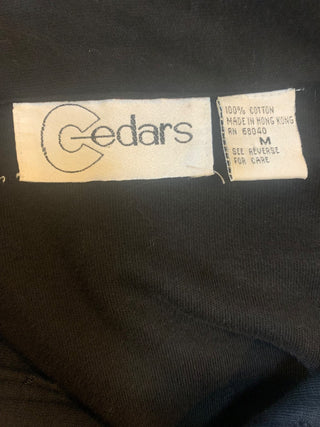 Cedars
100% COTTON
MADE IN HONG KONG
RN 68040
M
SEE REVERSE
FOR CARE